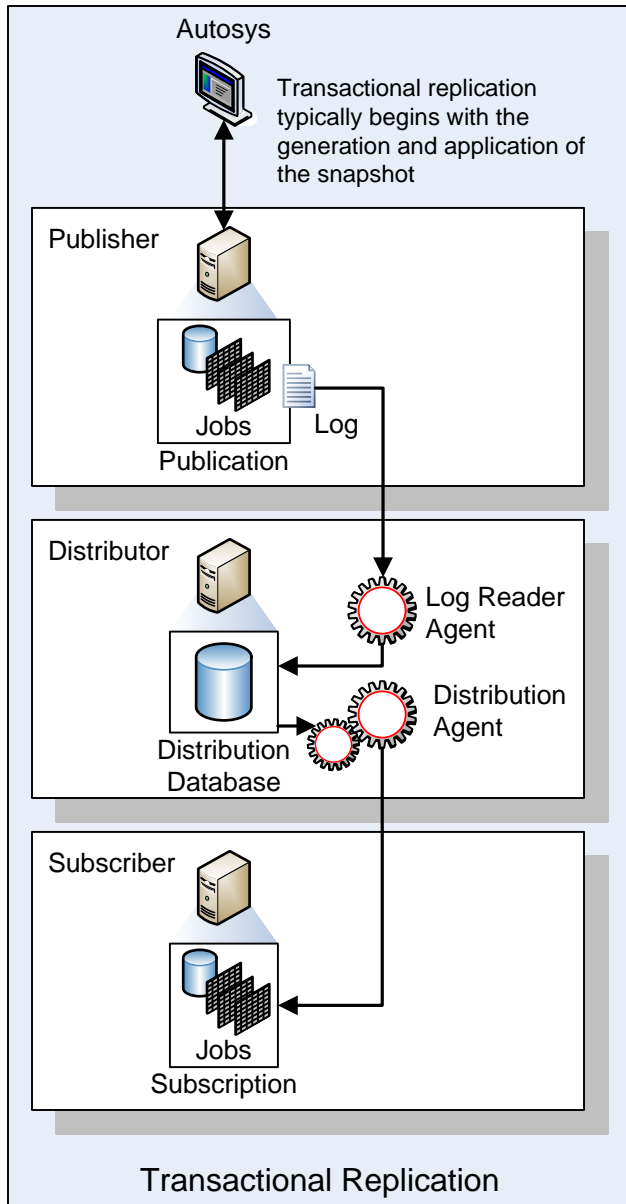 Autosys
Transactional replication
typically begins with the
generation and application of
the snapshot
Publisher
Jobs
Log
Publication
Distributor
Log Reader
Agent
Distribution
Agent
Distribution
Database
Subscriber
Jobs
Subscription
Transactional Replication